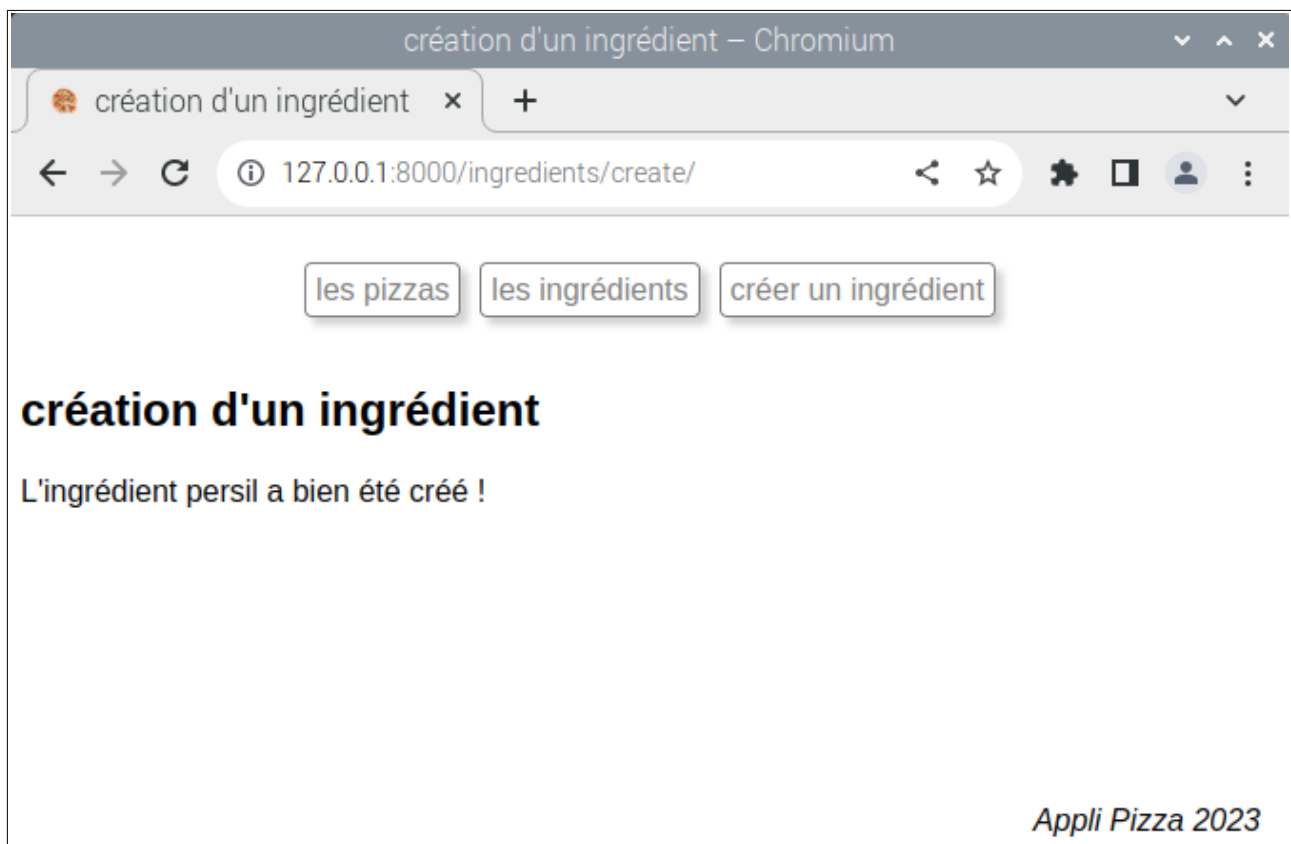 création d'un ingrédient – Chromium
création d'un ingrédient
127.0.0.1:8000/ingredients/create/
les pizzas les ingrédients créer un ingrédient
création d'un ingrédient
L'ingrédient persil a bien été créé !
Appli Pizza 2023